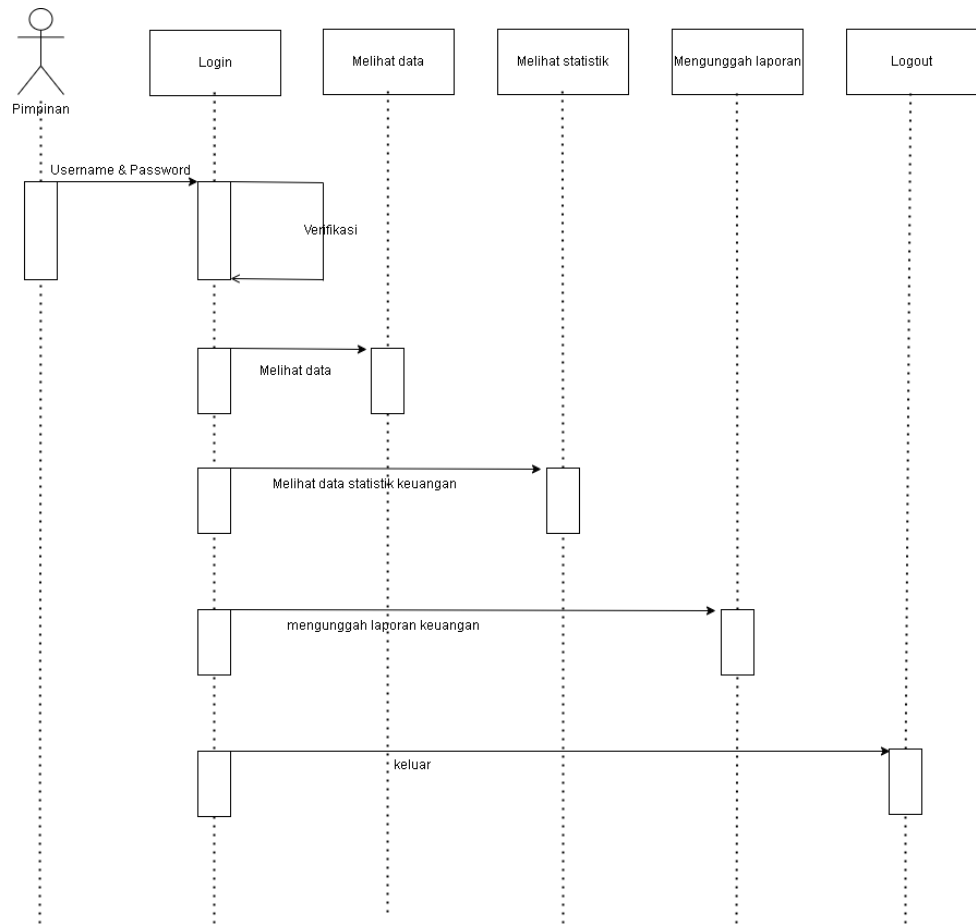 Pimpinan
Login
Melihat data
Melihat statistik
Mengunggah laporan
Logout
Username & Password
Verifikasi
Melihat data
Melihat data statistik keuangan
mengunggah laporan keuangan
keluar